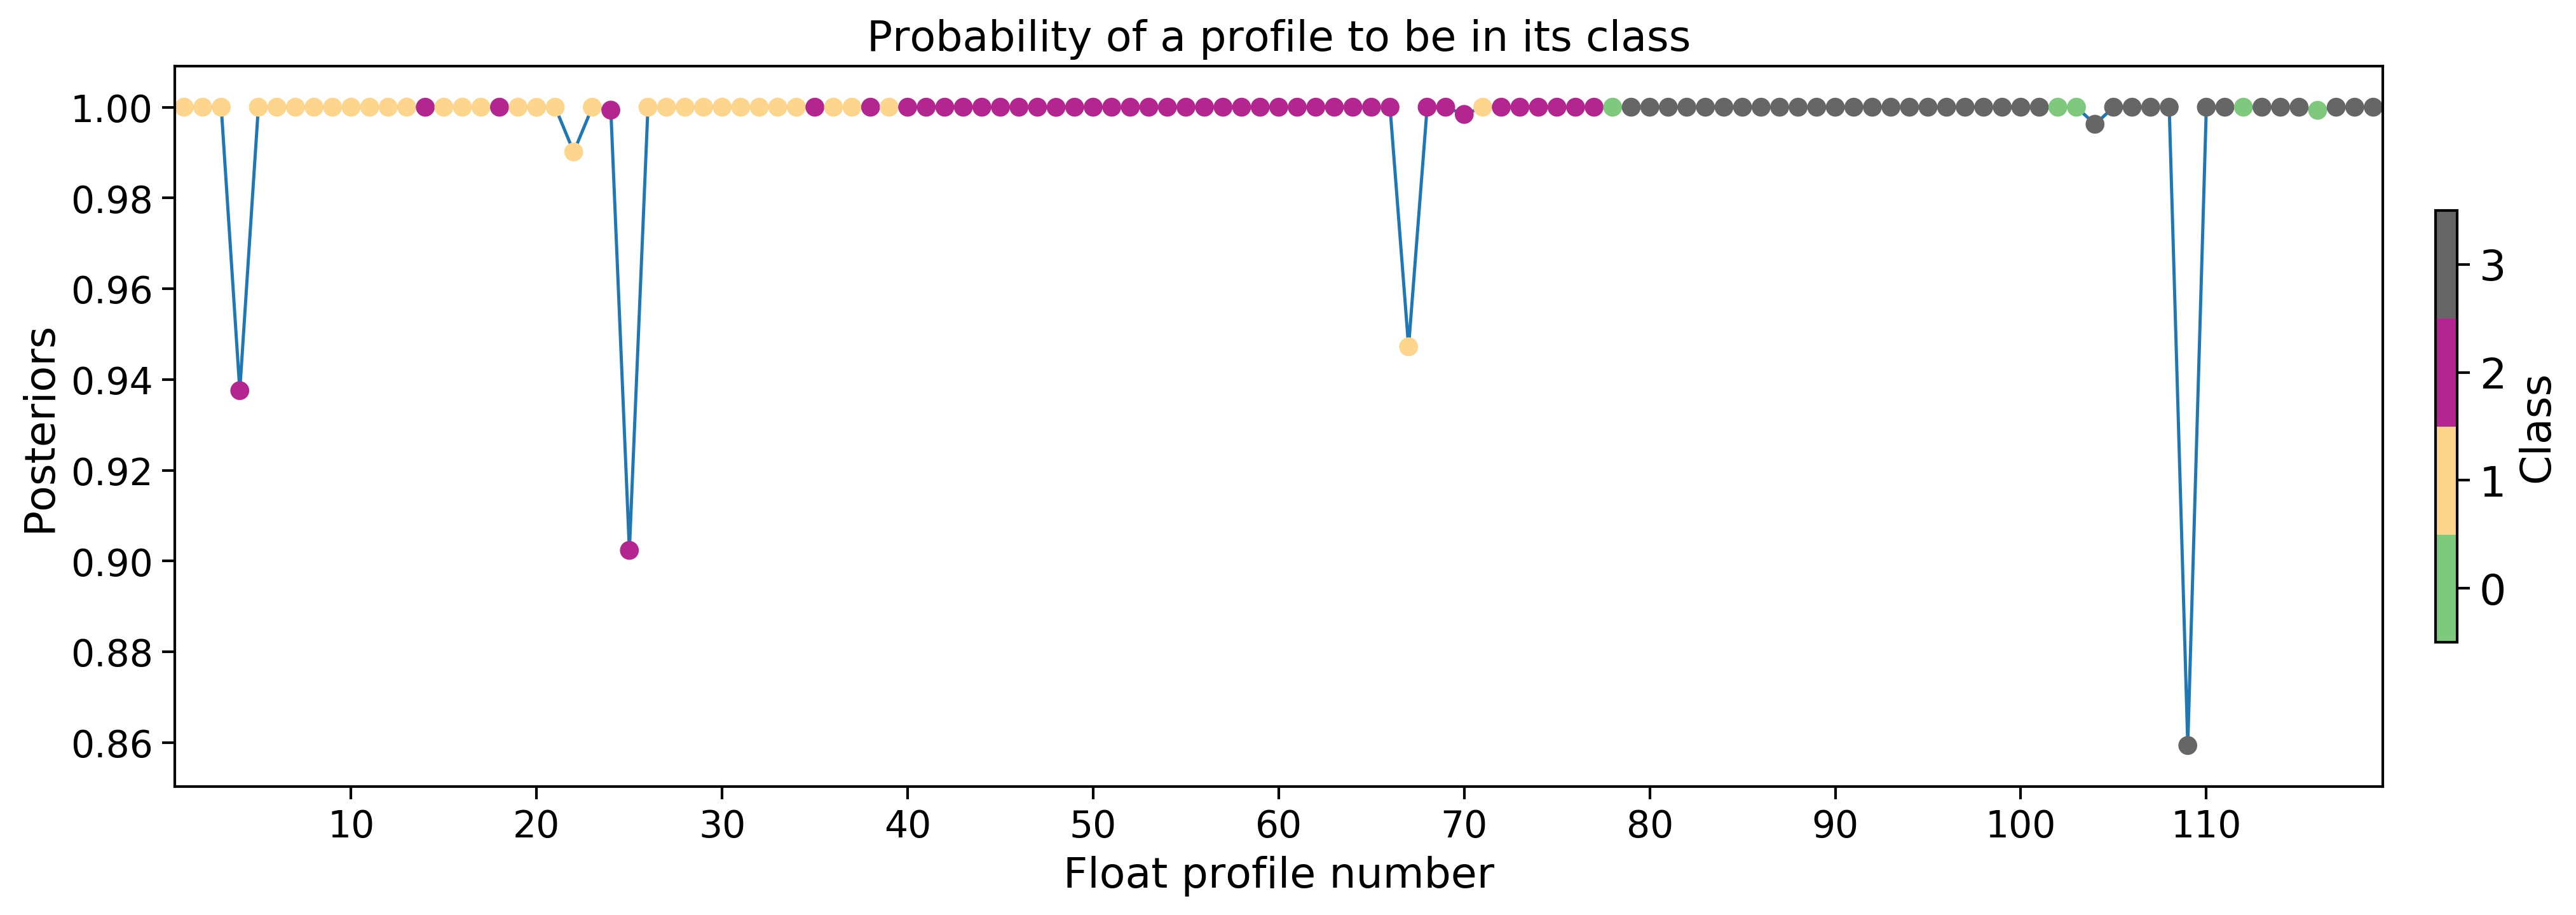 Probability of a profile to be in its class
Posteriors
1.00
0.98
0.96
0.94
0.92
0.90
0.88
0.86
10 20 30 40 50 60 70 80 90 100 110
Float profile number
3
2
1
0
Class